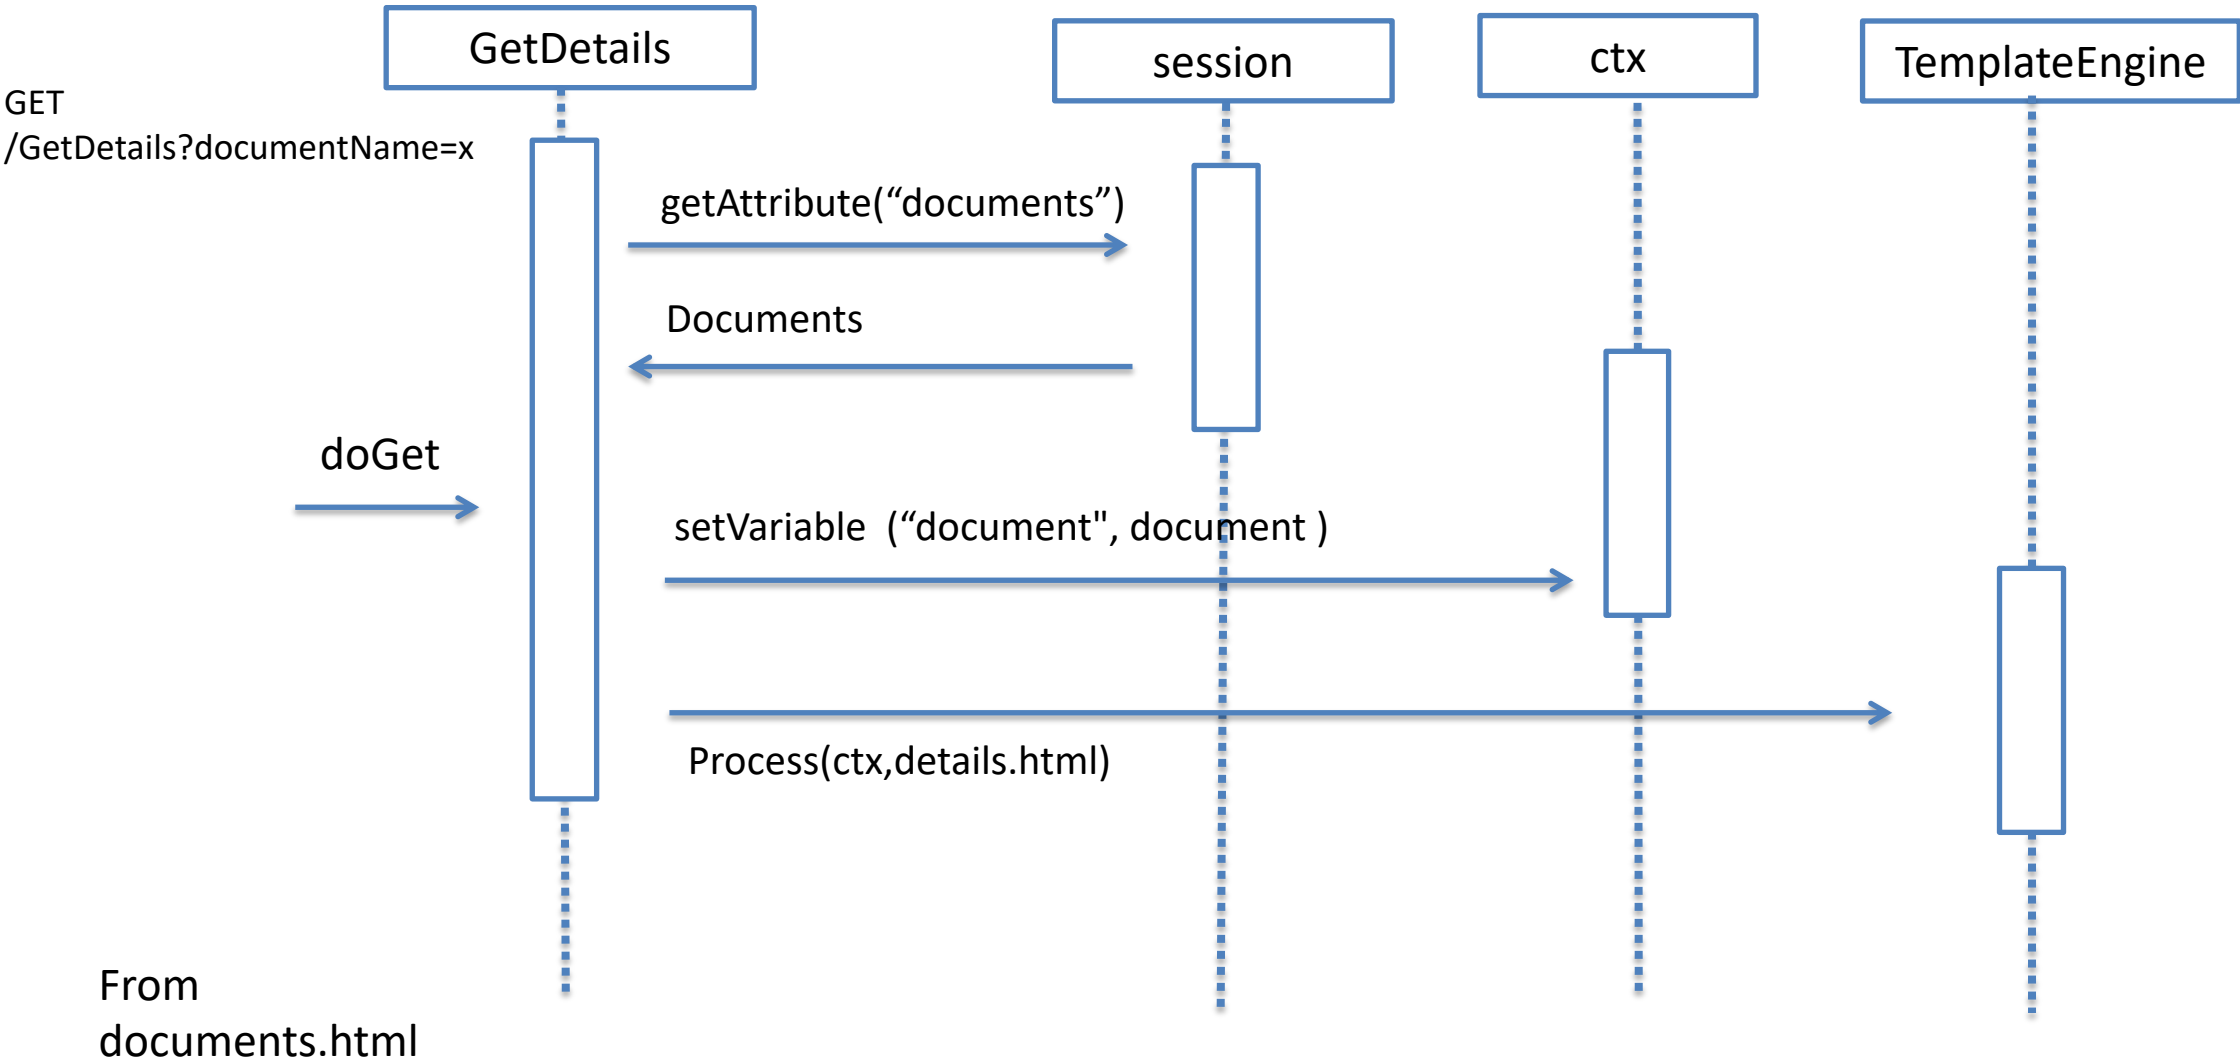 GetDetails
session
ctx
TemplateEngine
GET
/GetDetails?documentName=x
getAttribute(“documents”)
Documents
doGet
setVariable  (“document", document )
Process(ctx,details.html)
From
documents.html